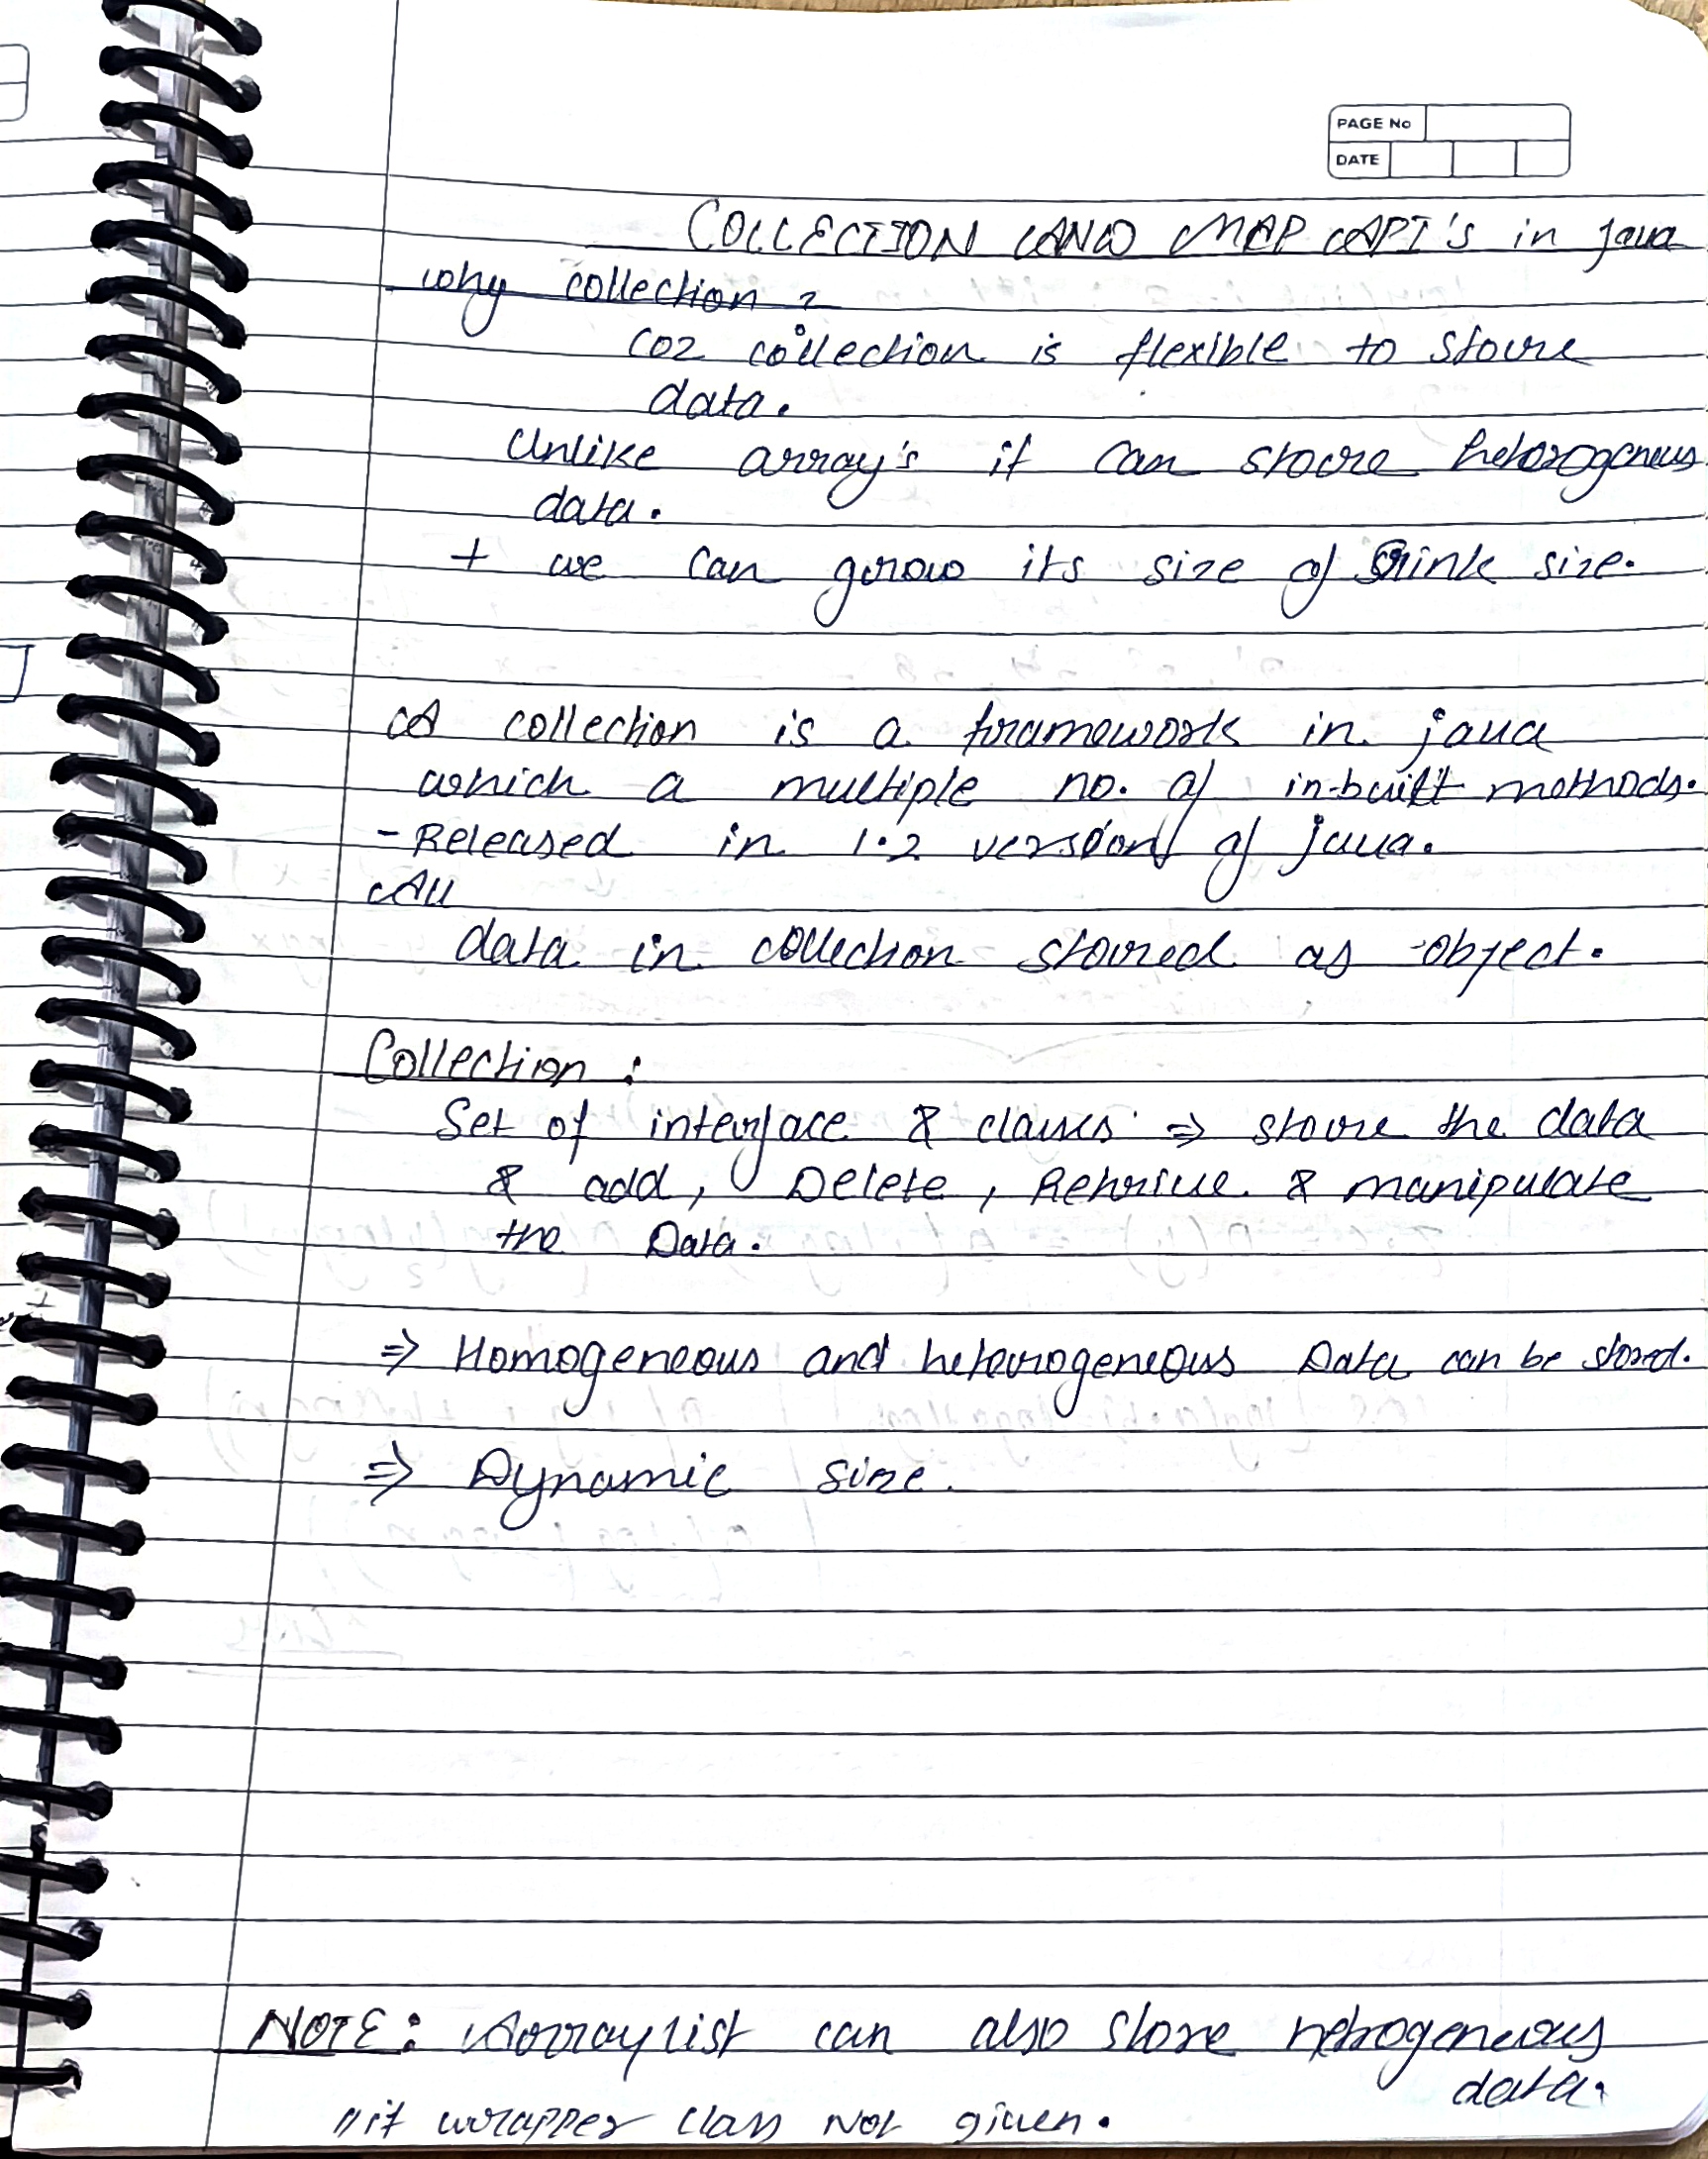 PAGE No
DATE
COLLECTION AND MAP API's in java
why collection?
coz collection is flexible to store
data.
Unlike array's it can store heterogeneus
data.
+ we can grow its size of Srink size.
A collection is a framework in java
which a multiple no. of in-built methods.
- Released in 1.2 version of java.
All
data in collection stored as object.
Collection :
Set of interface & classes ⇒ store the data
& add, Delete, Retrive & manipulate
the Data.
⇒ Homogeneous and heterogeneous Data can be stored.
⇒ Dynamic size.
NOTE: Arraylist can also store hetrogeneous
data.
// if wrapper class Not given.